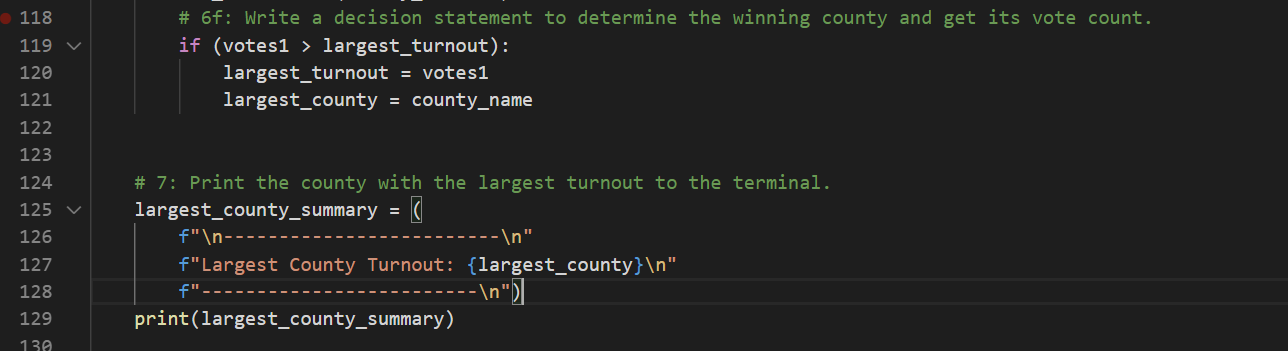 118 # 6f: Write a decision statement to determine the winning county and get its vote count.
119 if (votes1 > largest_turnout):
120 largest_turnout = votes1
121 largest_county = county_name
122
123
124 # 7: Print the county with the largest turnout to the terminal.
125 largest_county_summary = (
126 f"\n-------------------------\n"
127 f"Largest County Turnout: {largest_county}\n"
128 f"-------------------------\n")
129 print(largest_county_summary)
130